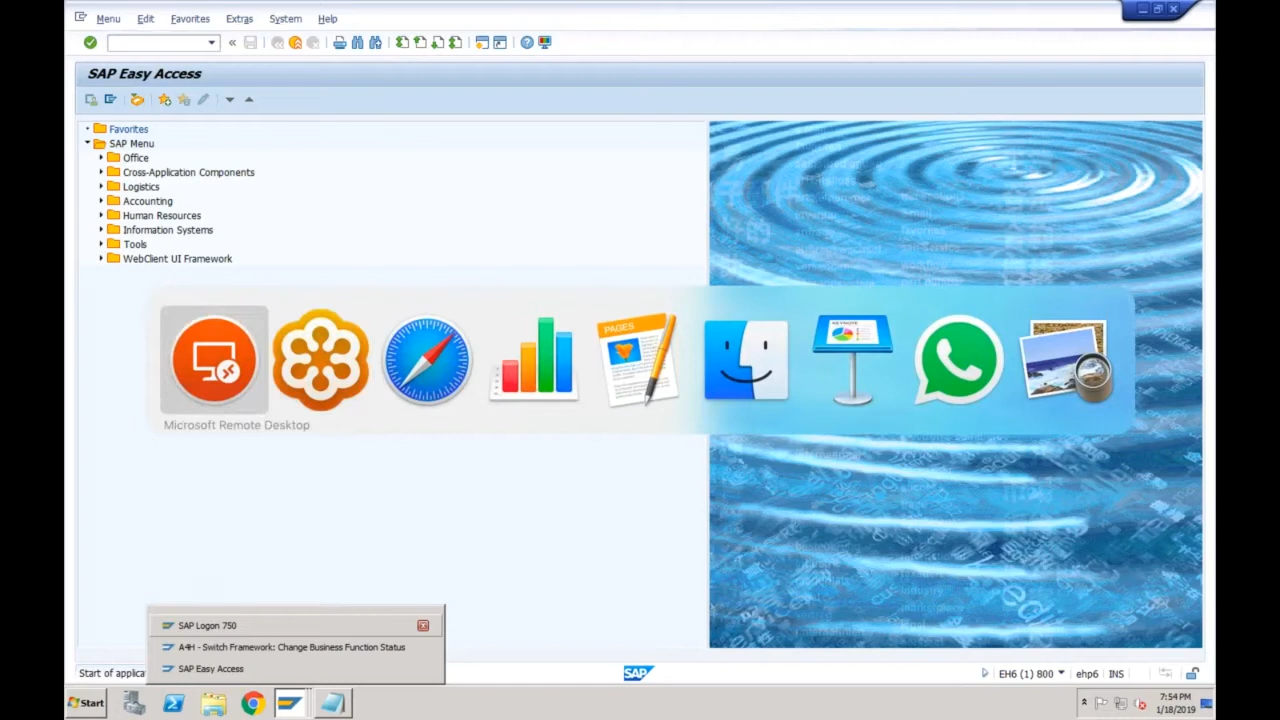 Menu Edit Favorites Extras System Help
SAP Easy Access
Favorites
SAP Menu
Office
Cross-Application Components
Logistics
Accounting
Human Resources
Information Systems
Tools
WebClient UI Framework
PAGES
KEYNOTE
Microsoft Remote Desktop
SAP Logon 750
A4H - Switch Framework: Change Business Function Status
SAP Easy Access
Start of applica
SAP
EH6 (1) 800
ehp6
INS
Start
7:54 PM
1/18/2019